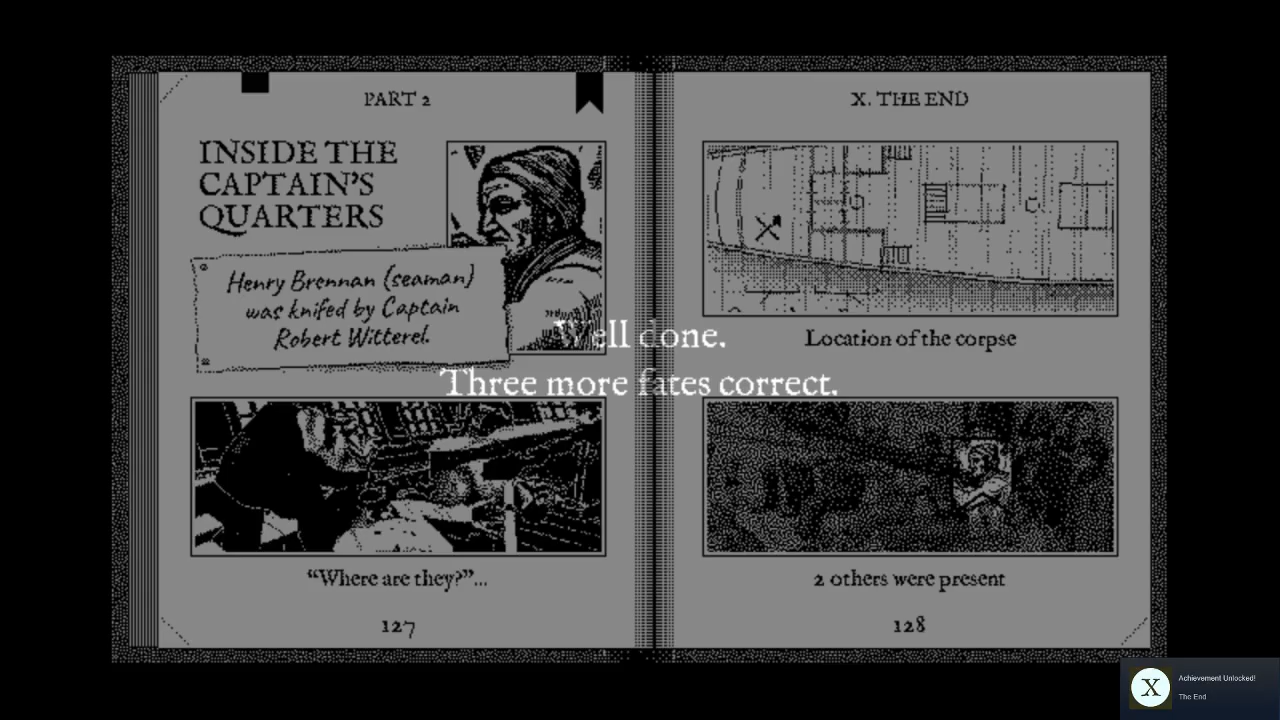 PART 2
INSIDE THE
CAPTAIN'S
QUARTERS
Henry Brennan (seaman)
was knifed by Captain
Robert Witterel.
"Where are they?"...
127
X. THE END
Location of the corpse
2 others were present
128
Well done.
Three more fates correct.
X
Achievement Unlocked!
The End